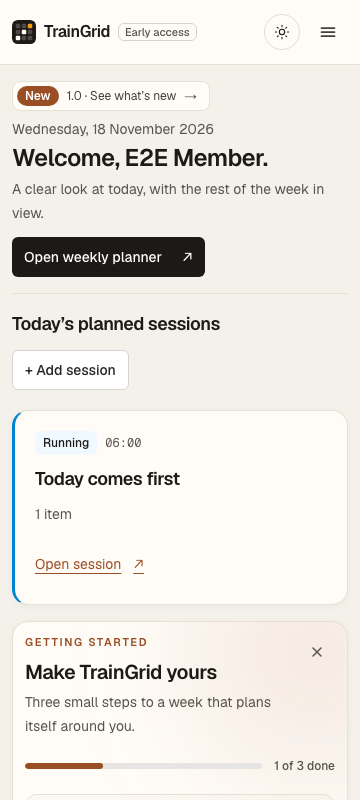 TrainGrid Early access
New 1.0 · See what's new →
Wednesday, 18 November 2026
Welcome, E2E Member.
A clear look at today, with the rest of the week in
view.
Open weekly planner ↗
Today's planned sessions
+ Add session
Running 06:00
Today comes first
1 item
Open session ↗
GETTING STARTED
Make TrainGrid yours
Three small steps to a week that plans
itself around you.
1 of 3 done